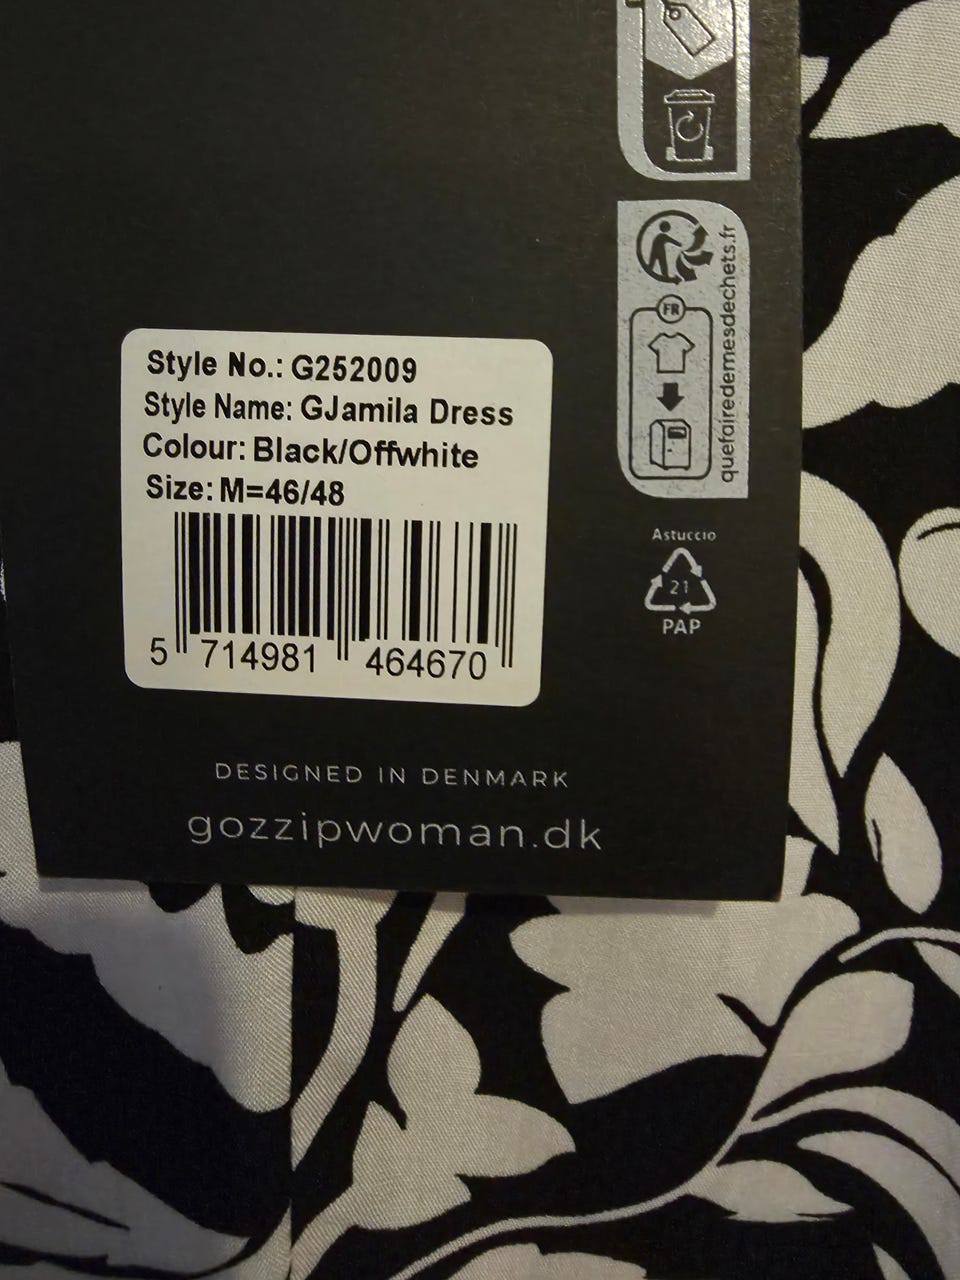 Style No.: G252009
Style Name: GJamila Dress
Colour: Black/Offwhite
Size: M=46/48
5 714981 464670
DESIGNED IN DENMARK
gozzipwoman.dk
FR
quefairedemesdechets.fr
Astuccio
21
PAP